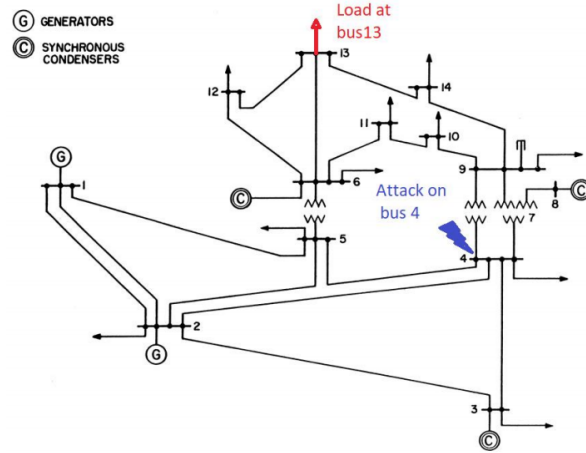 G GENERATORS
C SYNCHRONOUS
CONDENSERS
Load at
bus13
13
14
12
11
10
9
G
1
C
6
Attack on
bus 4
7
8
C
5
4
2
G
3
C